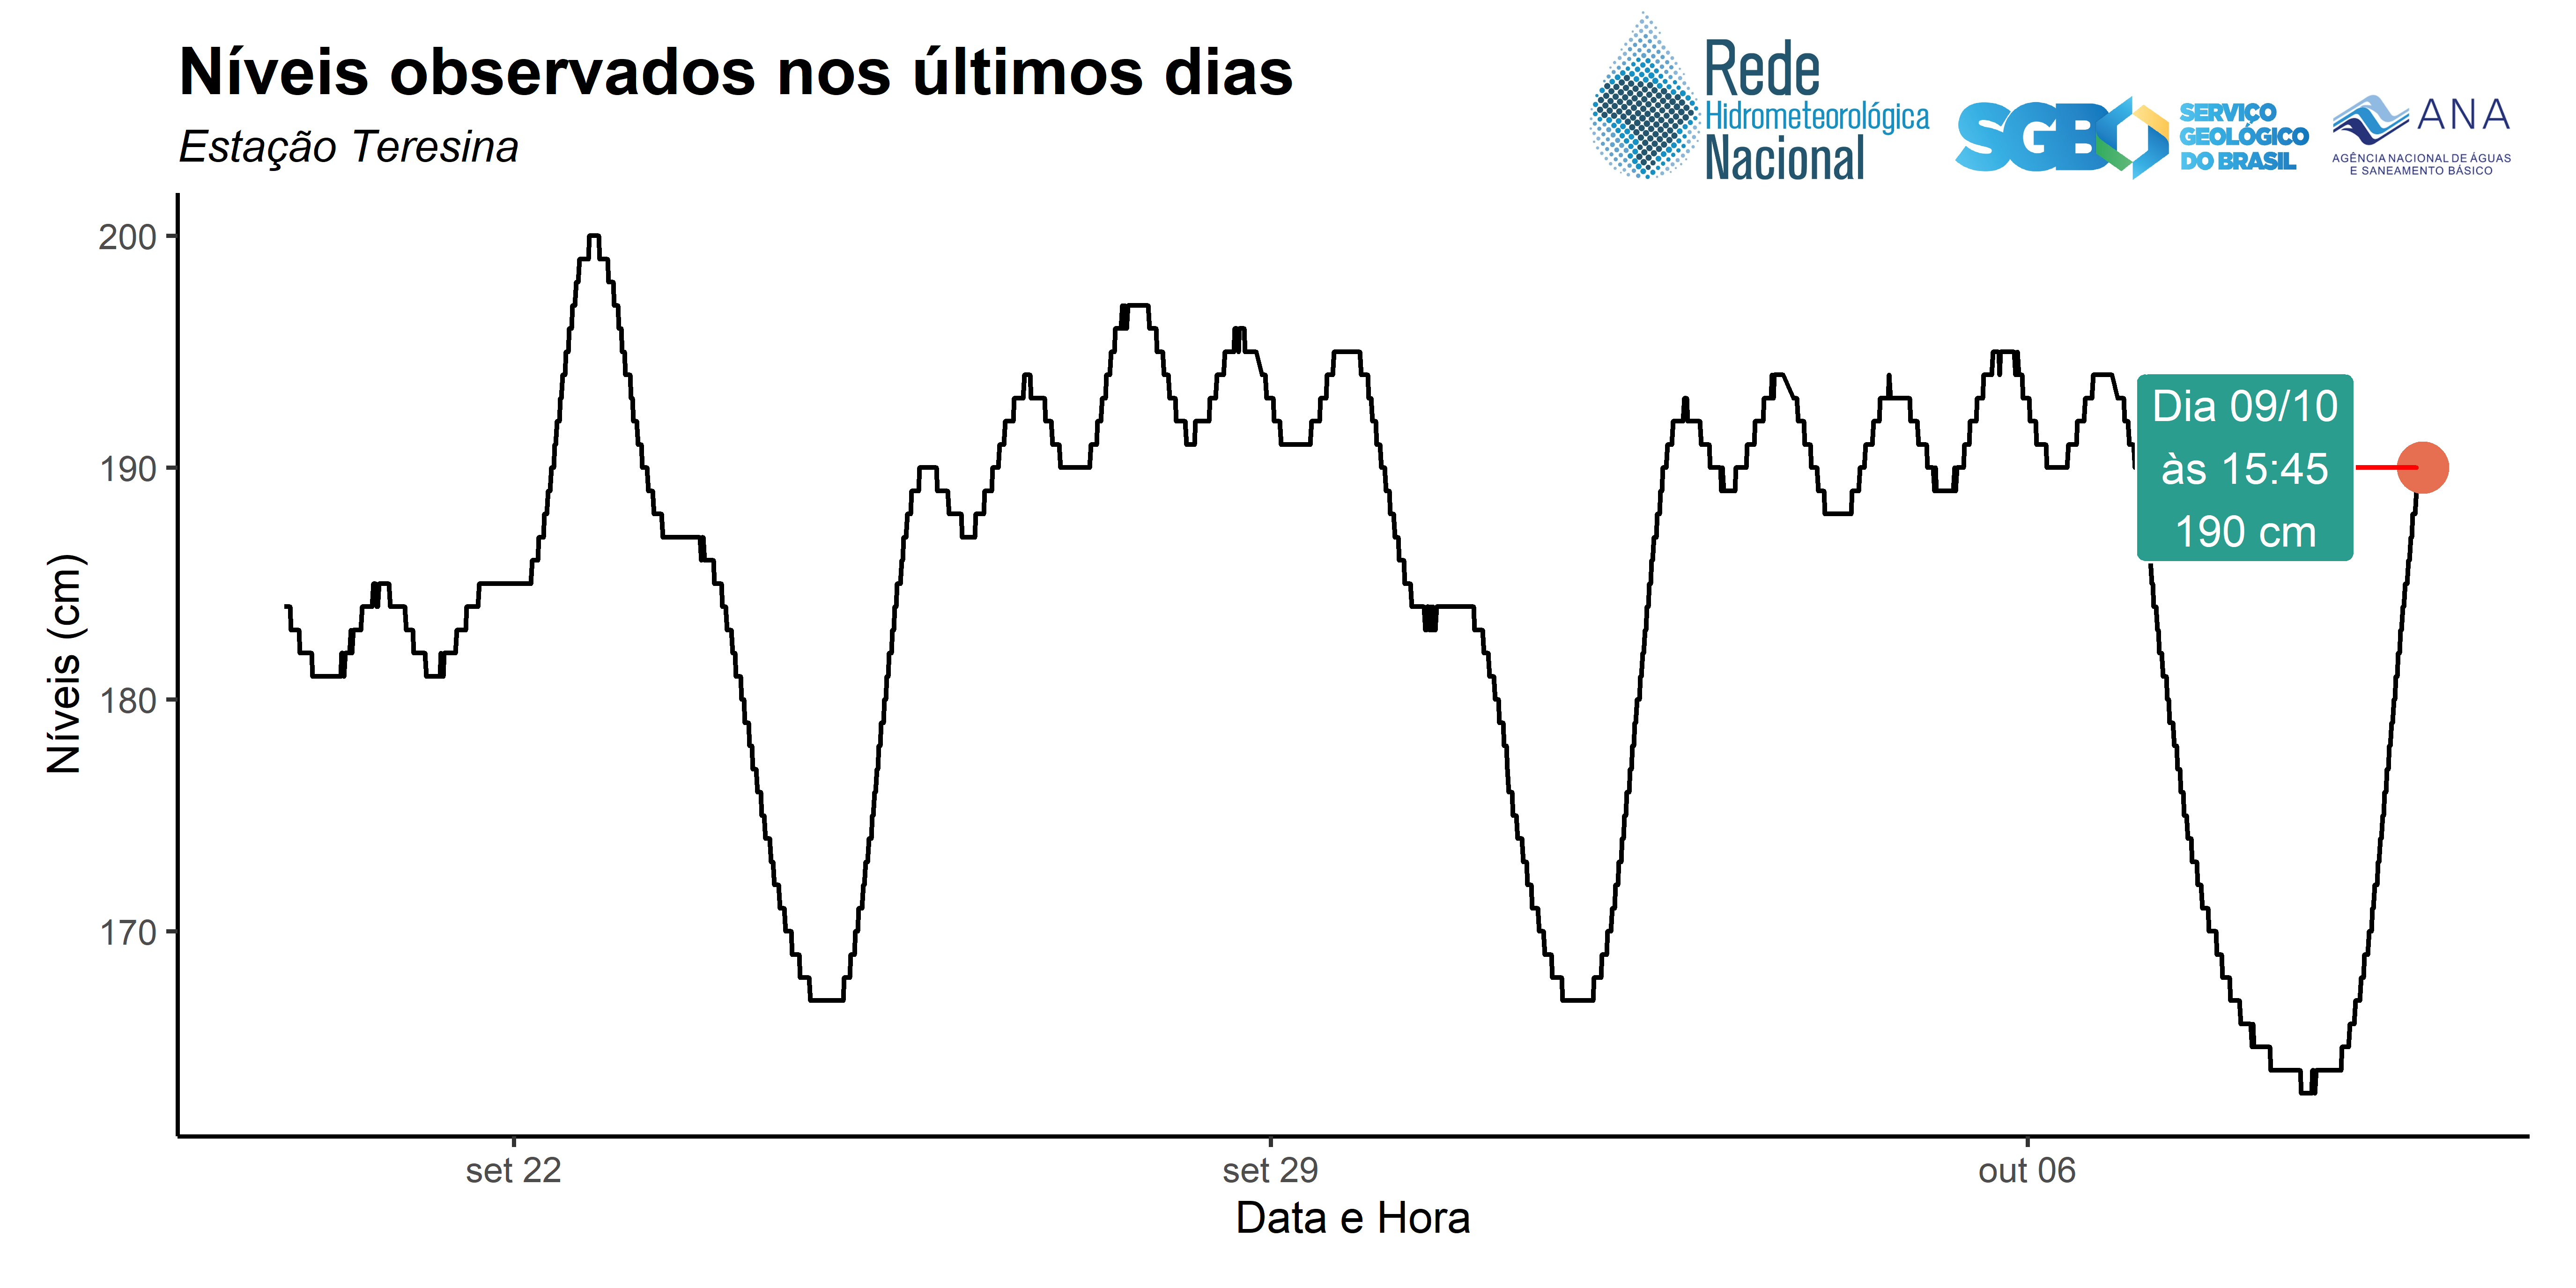 Níveis observados nos últimos dias
Estação Teresina
Rede
Hidrometeorológica
Nacional
SGB
SERVIÇO
GEOLÓGICO
DO BRASIL
ANA
AGÊNCIA NACIONAL DE ÁGUAS
E SANEAMENTO BÁSICO
Níveis (cm)
200
190
180
170
Dia 09/10
às 15:45
190 cm
set 22
set 29
out 06
Data e Hora